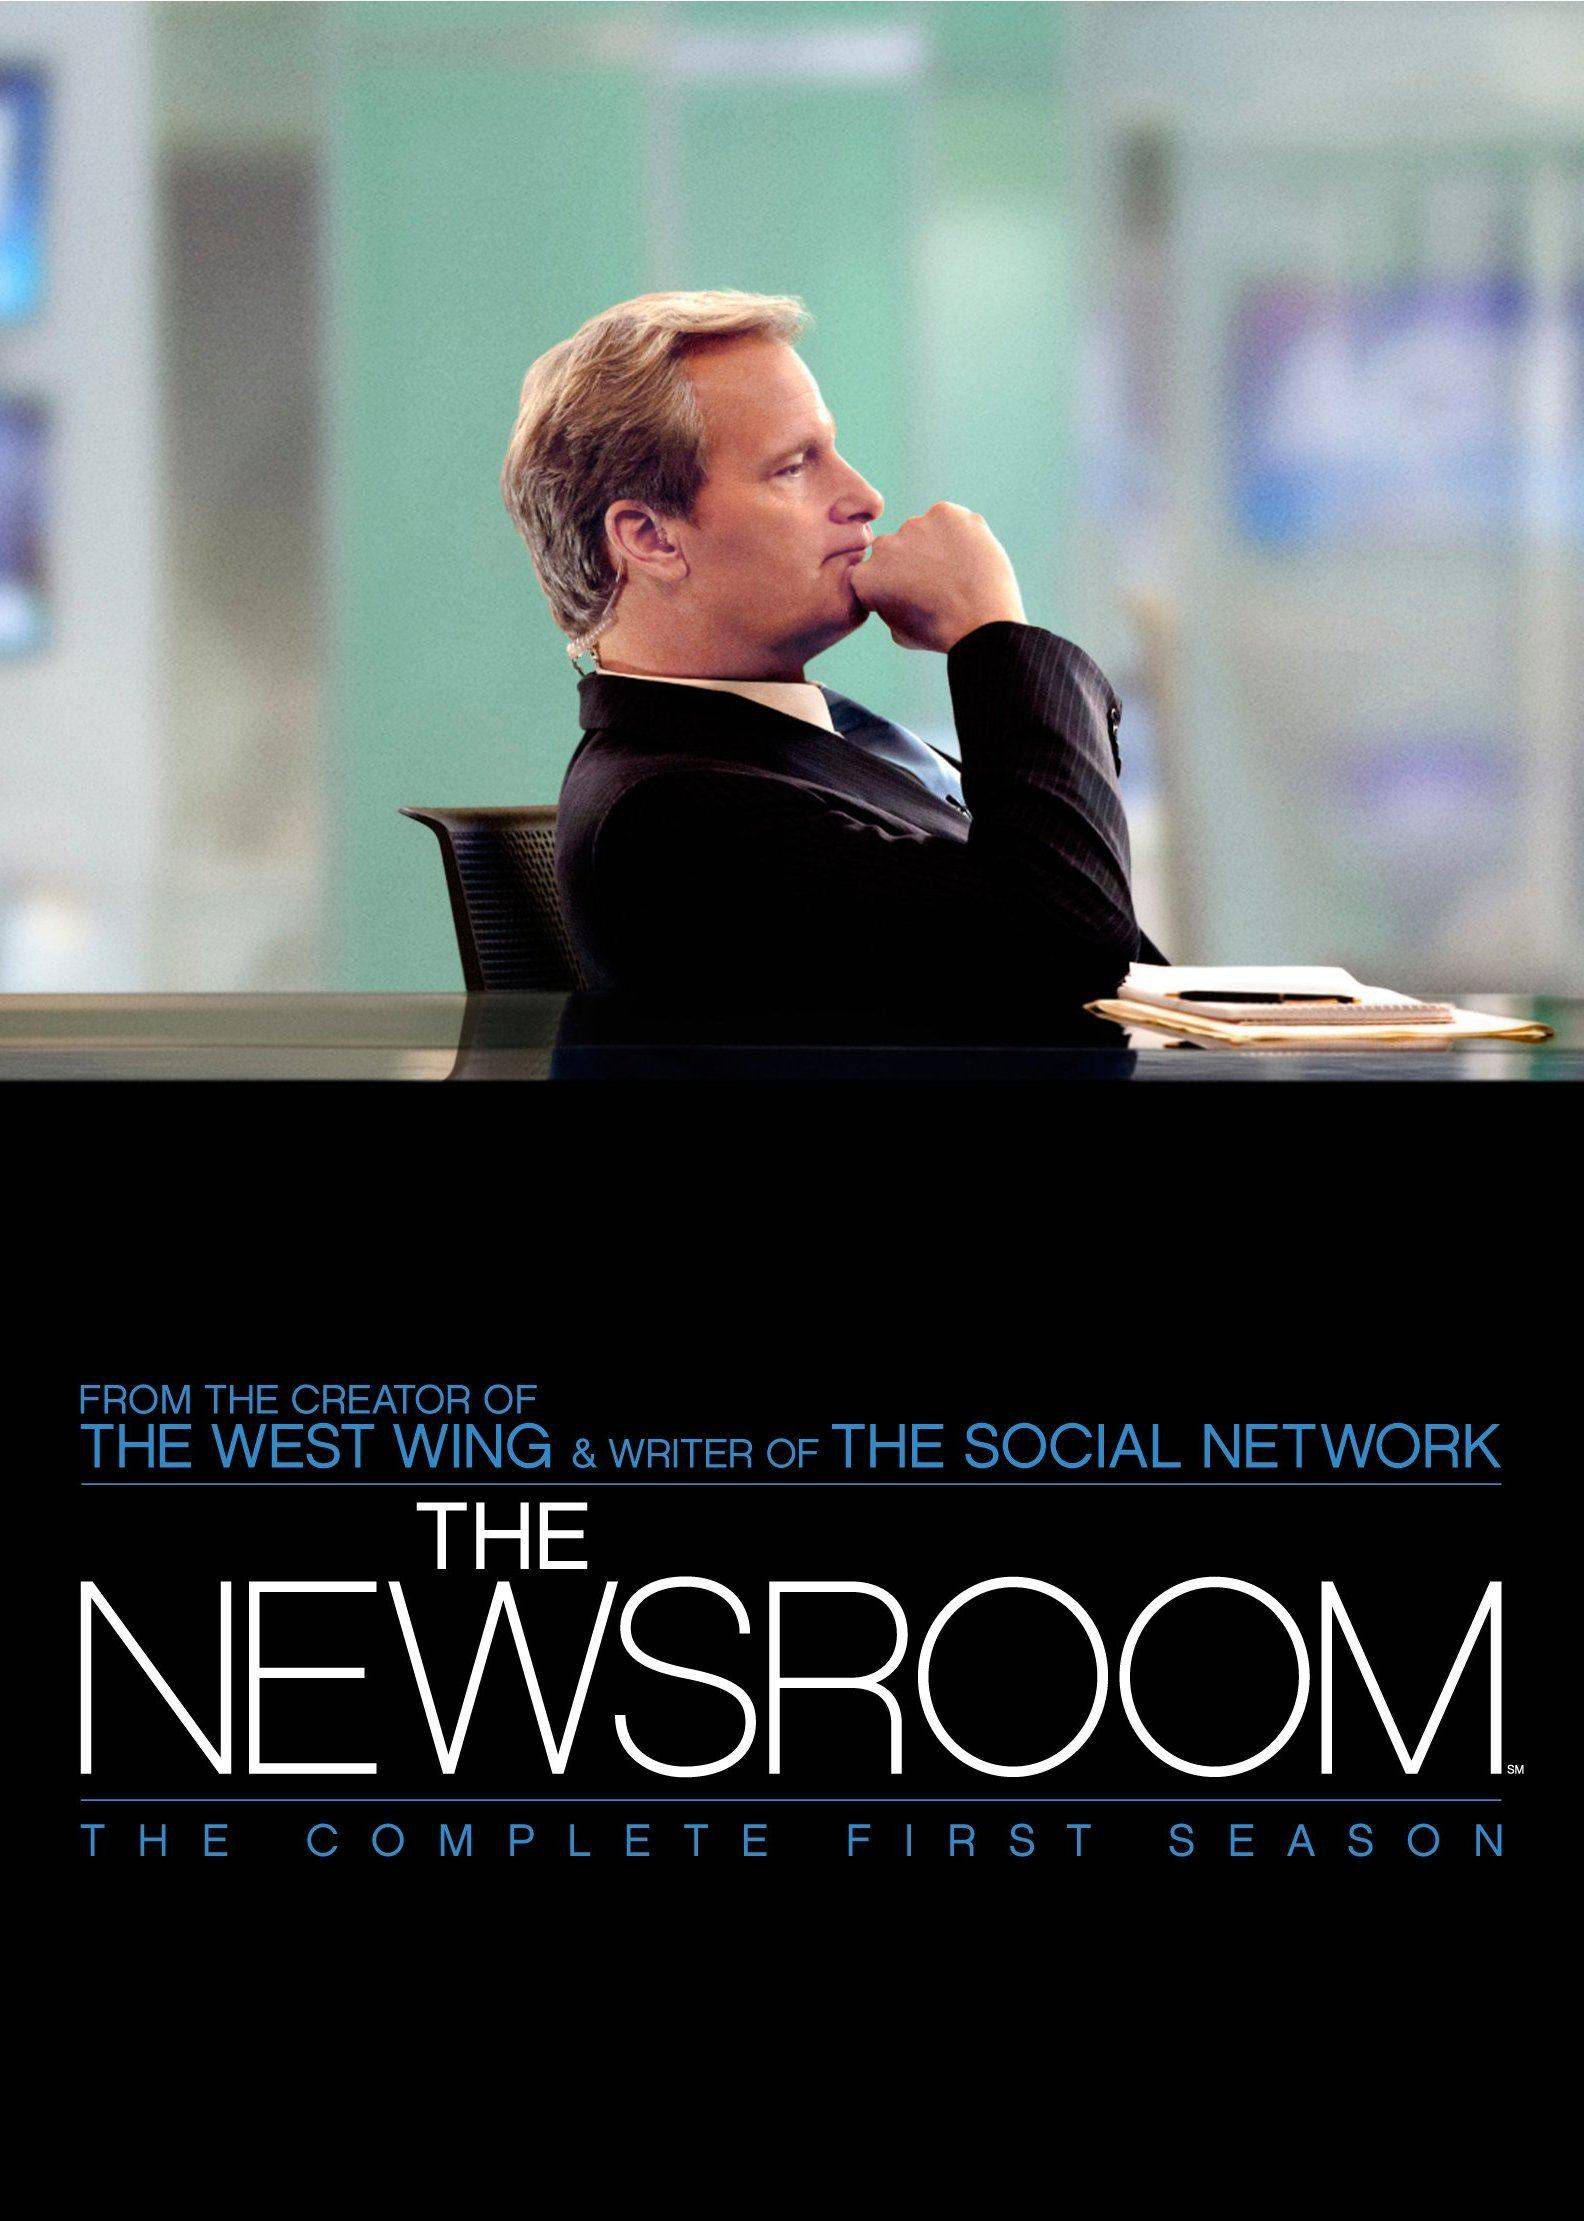 FROM THE CREATOR OF
THE WEST WING & WRITER OF THE SOCIAL NETWORK
THE
NEWSROOM SM
THE COMPLETE FIRST SEASON